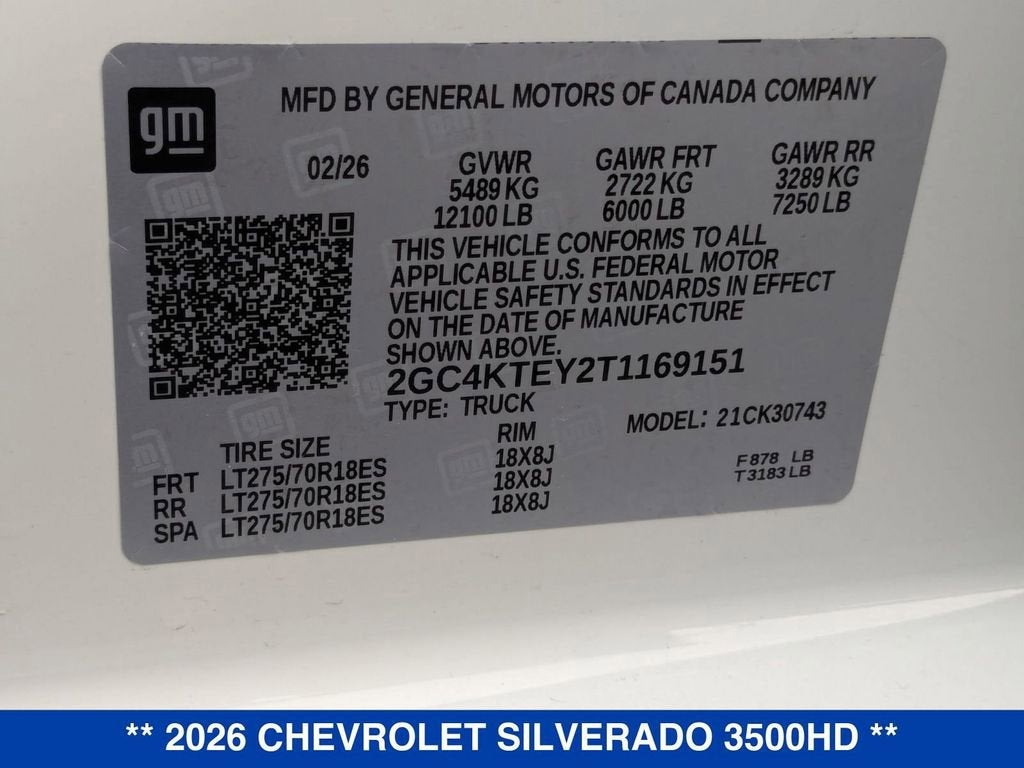 gm
MFD BY GENERAL MOTORS OF CANADA COMPANY
02/26 GVWR GAWR FRT GAWR RR
5489 KG 2722 KG 3289 KG
12100 LB 6000 LB 7250 LB
THIS VEHICLE CONFORMS TO ALL
APPLICABLE U.S. FEDERAL MOTOR
VEHICLE SAFETY STANDARDS IN EFFECT
ON THE DATE OF MANUFACTURE
SHOWN ABOVE.
2GC4KTEY2T1169151
TYPE: TRUCK MODEL: 21CK30743
TIRE SIZE RIM
FRT LT275/70R18ES 18X8J
RR LT275/70R18ES 18X8J
SPA LT275/70R18ES 18X8J
F 878 LB
T 3183 LB
** 2026 CHEVROLET SILVERADO 3500HD **